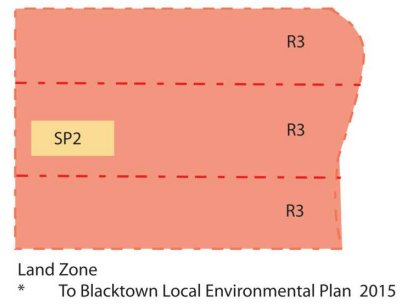 R3
SP2 R3
R3
Land Zone
* To Blacktown Local Environmental Plan 2015